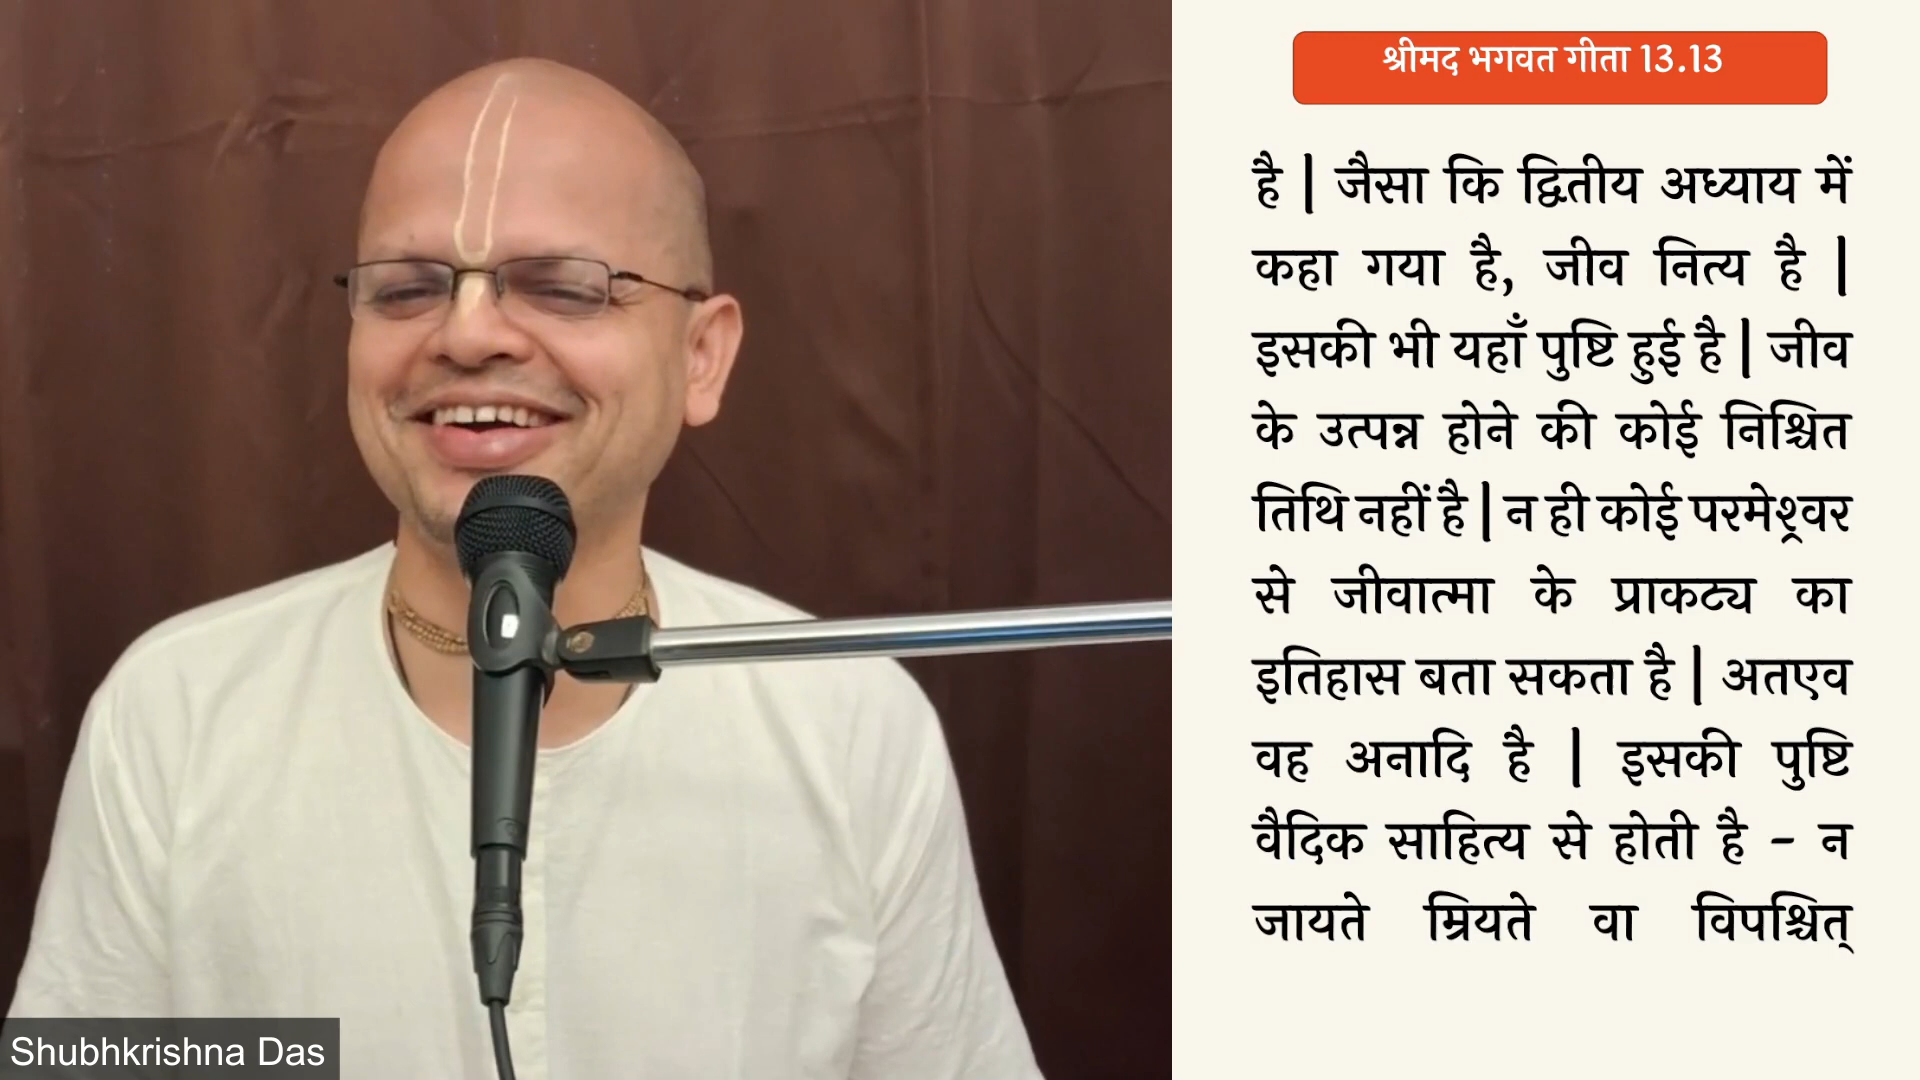 श्रीमद भगवत गीता 13.13
है | जैसा कि द्वितीय अध्याय में
कहा गया है, जीव नित्य है |
इसकी भी यहाँ पुष्टि हुई है | जीव
के उत्पन्न होने की कोई निश्चित
तिथि नहीं है | न ही कोई परमेश्र्वर
से जीवात्मा के प्राकट्य का
इतिहास बता सकता है | अतएव
वह अनादि है | इसकी पुष्टि
वैदिक साहित्य से होती है - न
जायते म्रियते वा विपश्चित्
Shubhkrishna Das